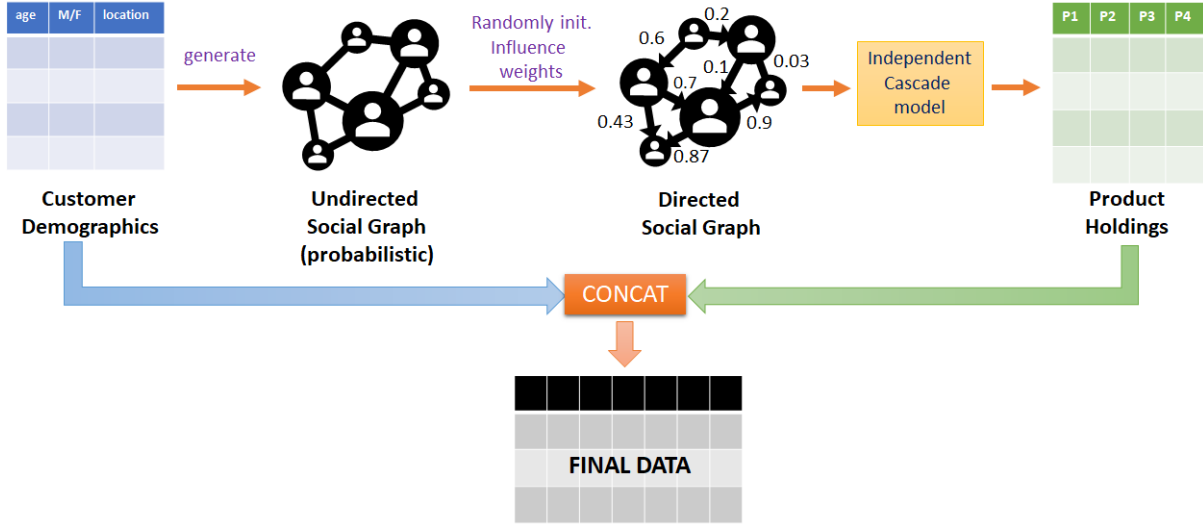 age M/F location
generate
Randomly init.
Influence
weights
0.2
0.6
0.1
0.03
0.7
0.43
0.9
0.87
Independent
Cascade
model
P1 P2 P3 P4
Customer
Demographics
Undirected
Social Graph
(probabilistic)
Directed
Social Graph
Product
Holdings
CONCAT
FINAL DATA